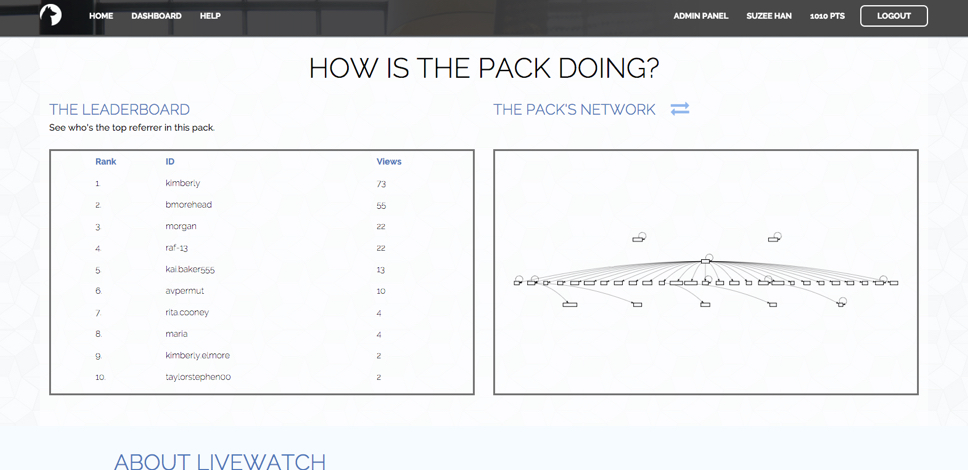 HOME DASHBOARD HELP ADMIN PANEL SUZEE HAN 1010 PTS LOGOUT
HOW IS THE PACK DOING?
THE LEADERBOARD
See who's the top referrer in this pack.
Rank ID Views
1. kimberly 73
2. bmorehead 55
3. morgan 22
4. raf-13 22
5. kai.baker555 13
6. avpermut 10
7. rita.cooney 4
8. maria 4
9. kimberly.elmore 2
10. taylorstephen00 2
THE PACK'S NETWORK
ABOUT LIVEWATCH